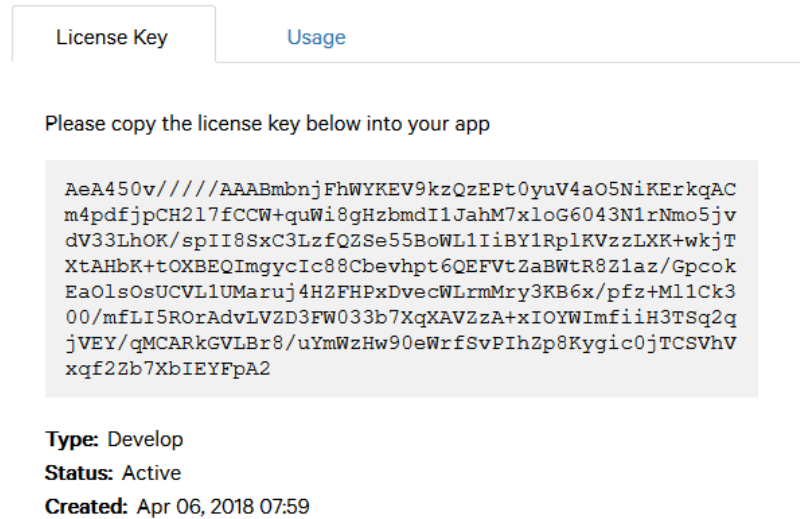 License Key
Usage
Please copy the license key below into your app
AeA450v/////AAABmbnjFhWYKEV9kzQzEPt0yuV4aO5NiKErkqAC
m4pdfjpCH2l7fCCW+quWi8gHzbmdI1JahM7xloG6043N1rNmo5jv
dV33LhOK/spII8SxC3LzfQZSe55BoWL1IiBY1RplKVzzLXK+wkjT
XtAHbK+tOXBEQImgycIc88Cbevhpt6QEFVtZaBWtR8Z1az/Gpcok
EaOlsOsUCVL1UMaruj4HZFHPxDvecWLrmMry3KB6x/pfz+Ml1Ck3
00/mfLI5ROrAdvLVZD3FW033b7XqXAVZzA+xIOYWImfiiH3TSq2q
jVEY/qMCARkGVLBr8/uYmWzHw90eWrfSvPIhZp8Kygic0jTCSVhV
xqf2Zb7XbIEYFpA2
Type: Develop
Status: Active
Created: Apr 06, 2018 07:59